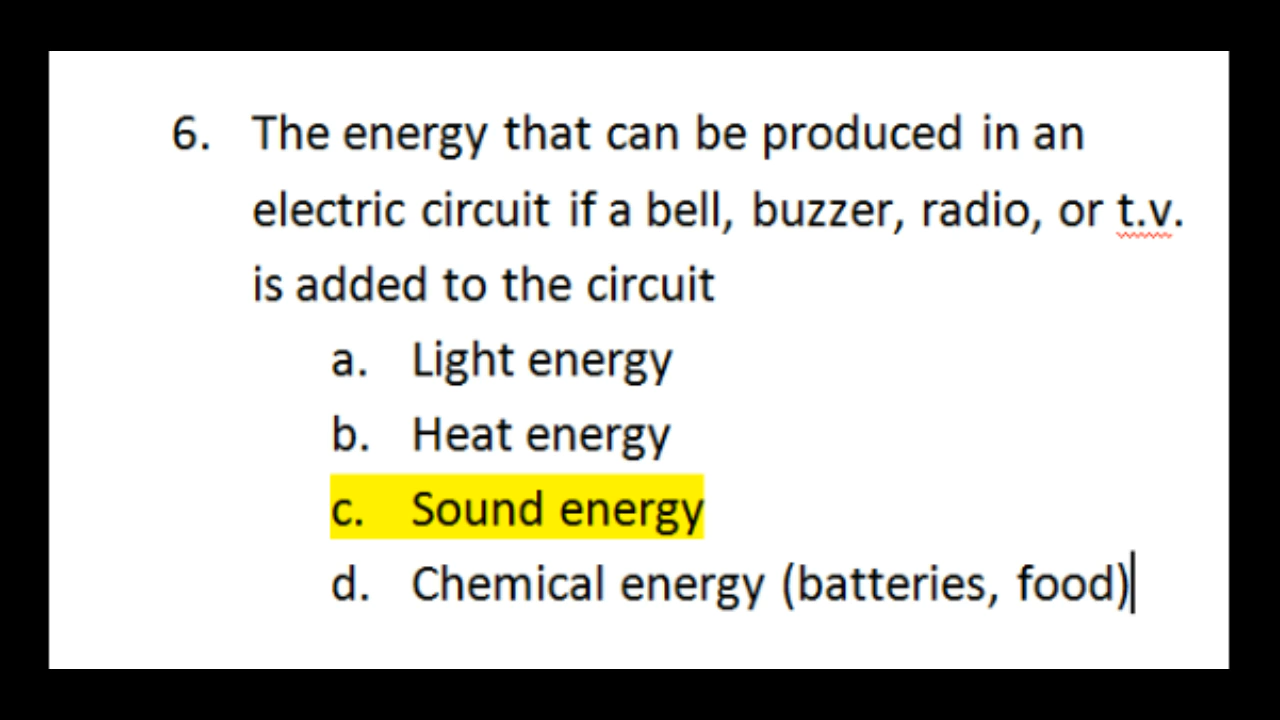 6. The energy that can be produced in an
electric circuit if a bell, buzzer, radio, or t.v.
is added to the circuit
a. Light energy
b. Heat energy
c. Sound energy
d. Chemical energy (batteries, food)